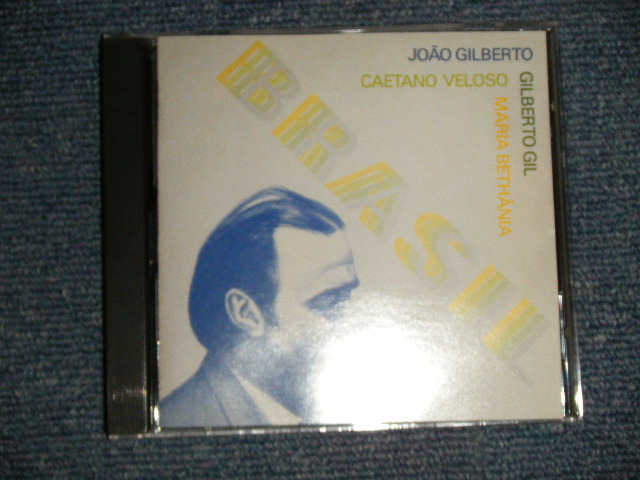 JOÃO GILBERTO
CAETANO VELOSO
GILBERTO GIL
MARIA BETHÂNIA
BRASIL